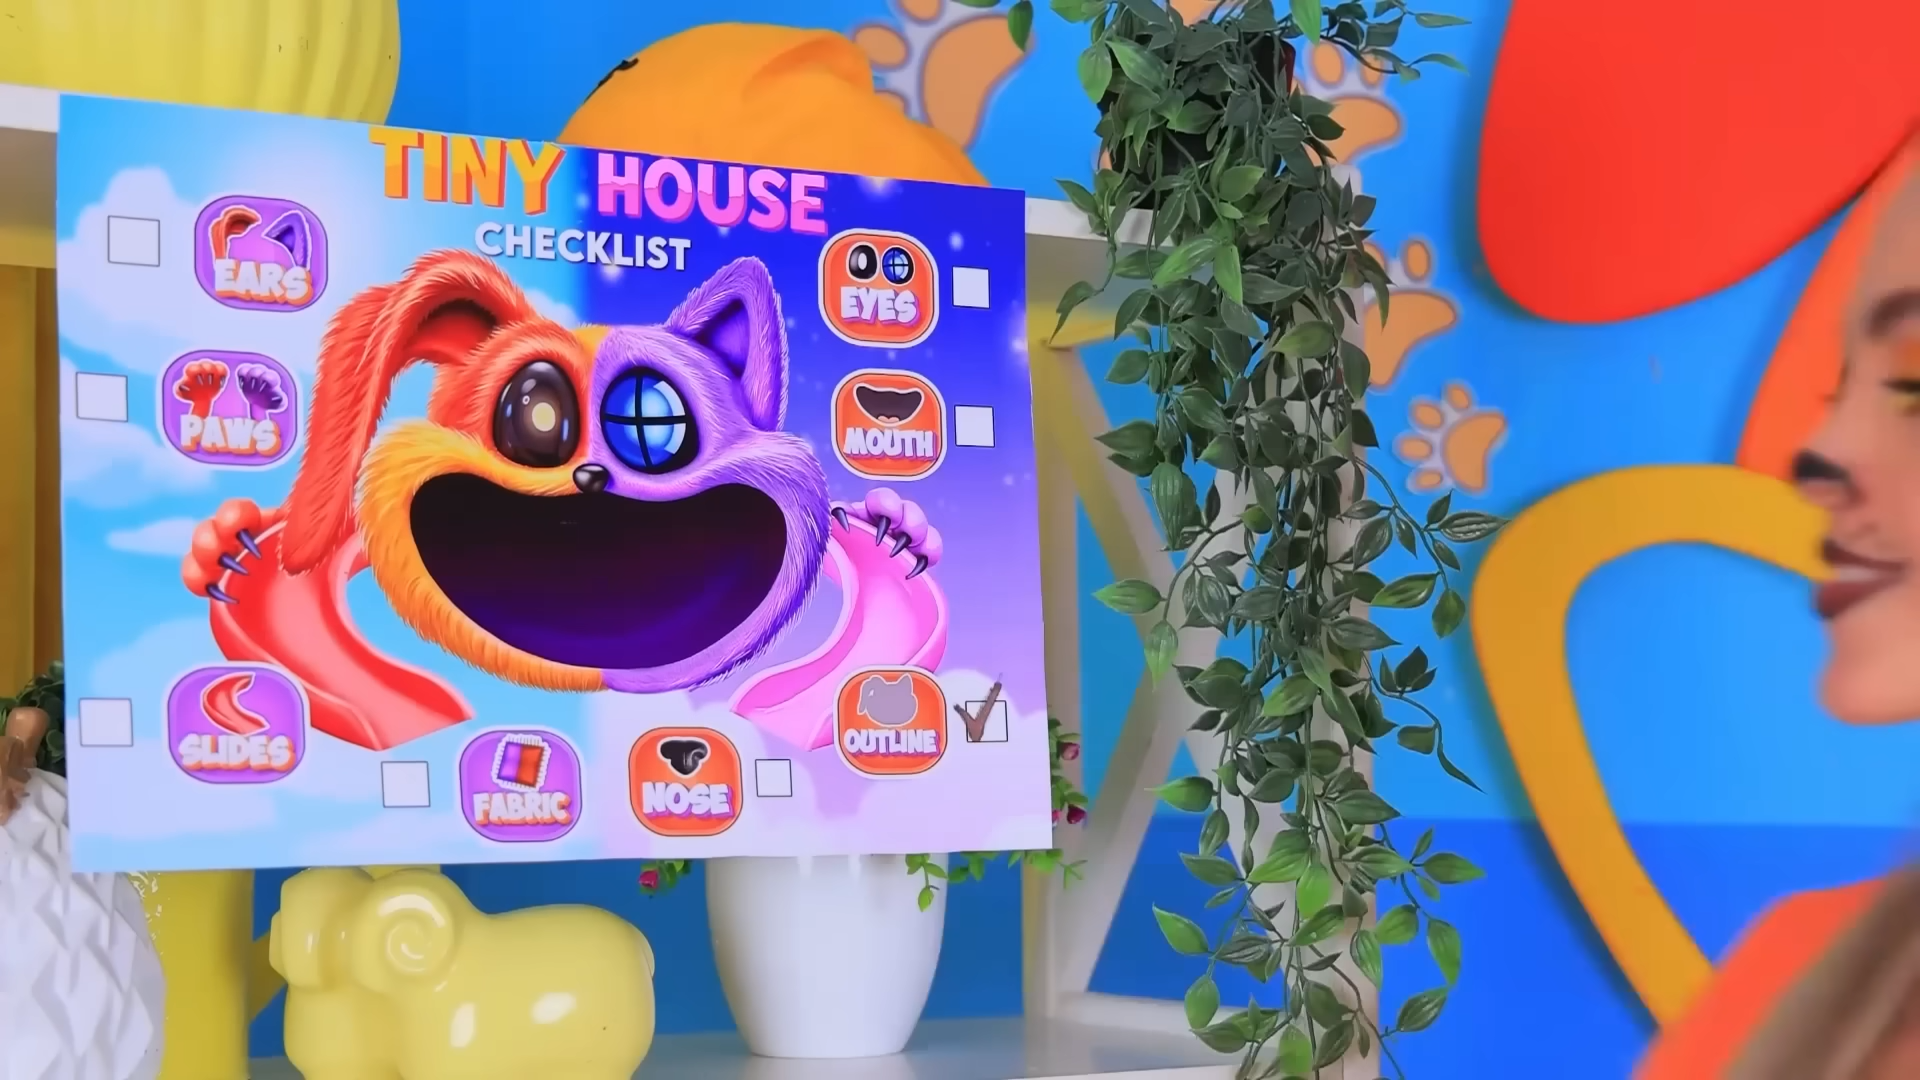 TINY HOUSE
CHECKLIST
EARS
EYES
PAWS
MOUTH
SLIDES
OUTLINE
FABRIC
NOSE